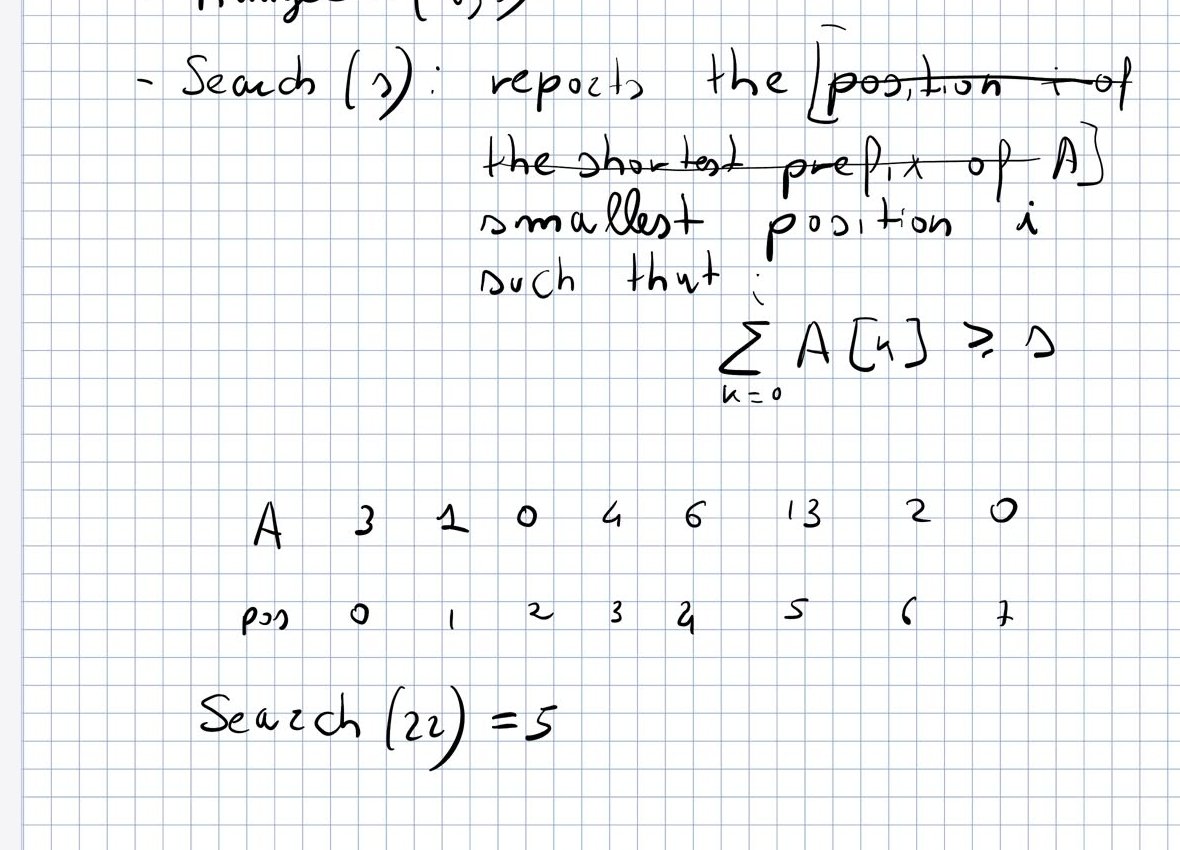 - Search (s): reports the [position i of
the shortest prefix of A]
smallest position i
such that
i
∑ A[k] ≥ s
k=0
A 3 1 0 4 6 13 2 0
pos 0 1 2 3 4 5 6 7
Search (22) = 5